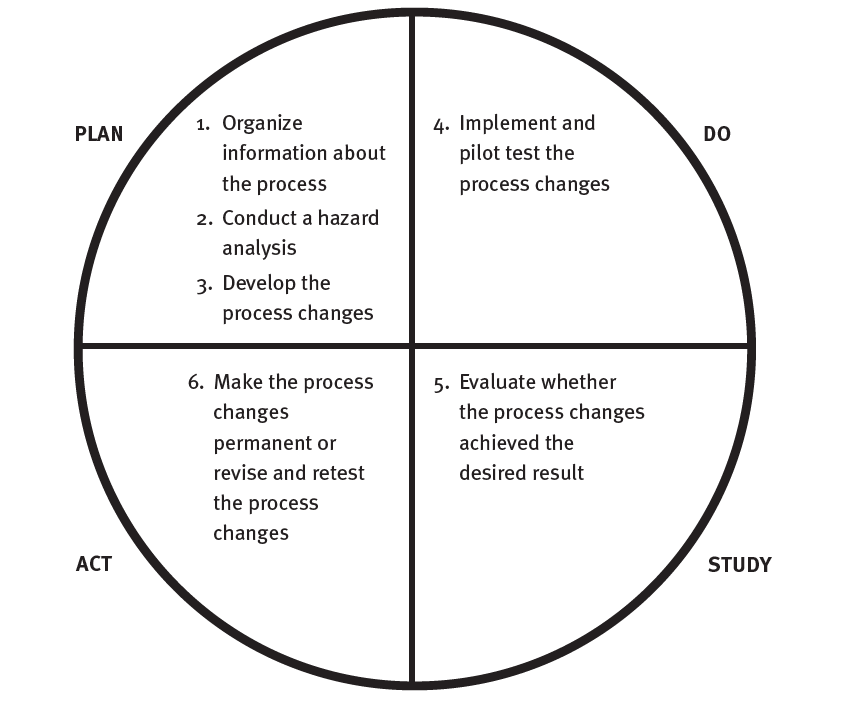 PLAN
1. Organize
information about
the process
2. Conduct a hazard
analysis
3. Develop the
process changes
DO
4. Implement and
pilot test the
process changes
STUDY
5. Evaluate whether
the process changes
achieved the
desired result
ACT
6. Make the process
changes
permanent or
revise and retest
the process
changes